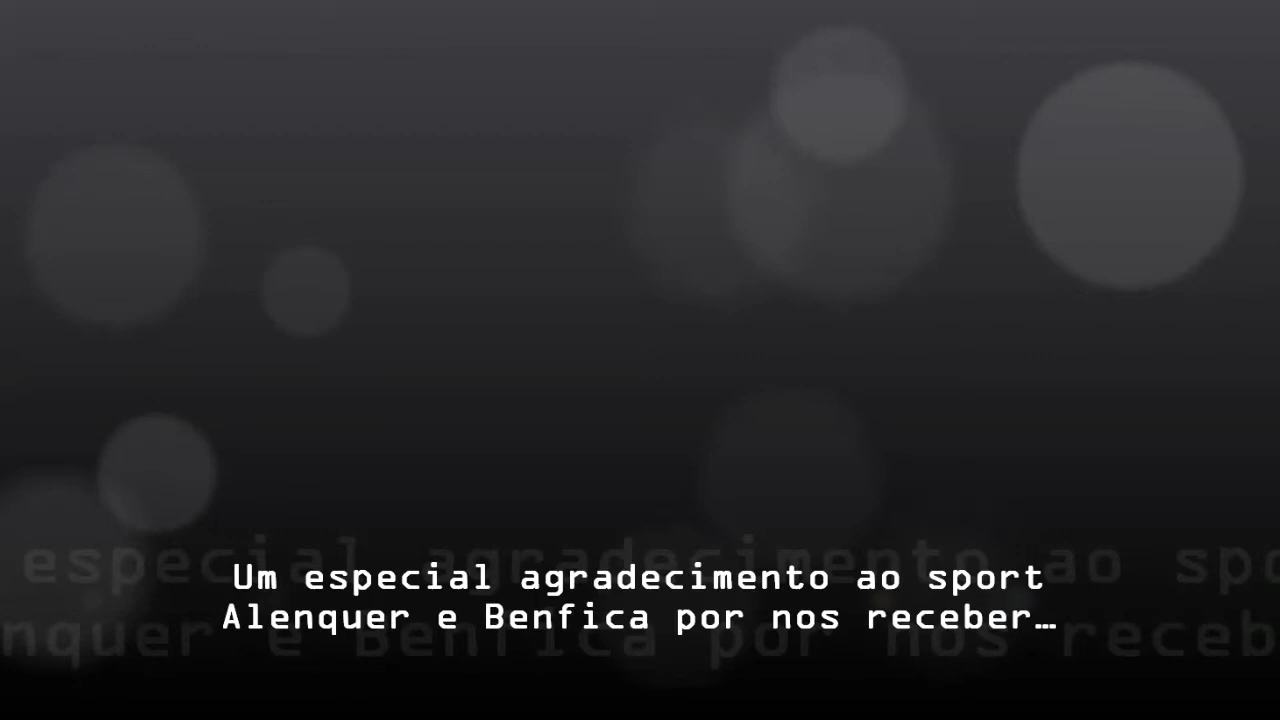 Um especial agradecimento ao sport
Alenquer e Benfica por nos receber…